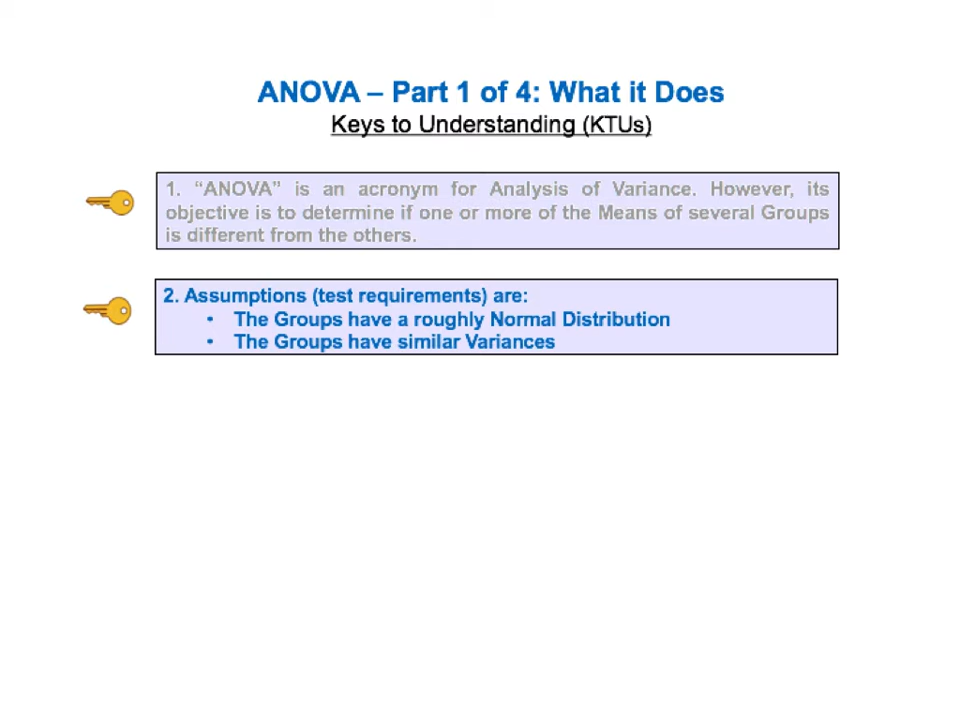 ANOVA – Part 1 of 4: What it Does
Keys to Understanding (KTUs)
1. “ANOVA” is an acronym for Analysis of Variance. However, its
objective is to determine if one or more of the Means of several Groups
is different from the others.
2. Assumptions (test requirements) are:
• The Groups have a roughly Normal Distribution
• The Groups have similar Variances